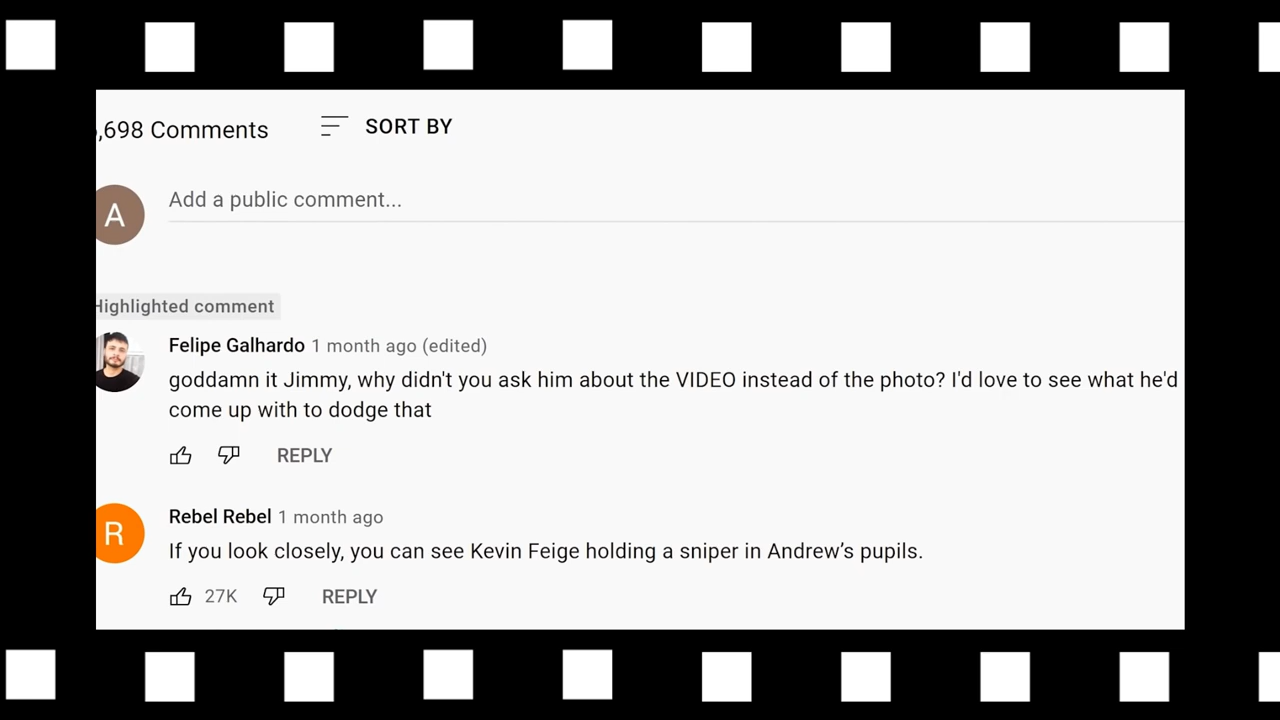 ,698 Comments
SORT BY
A
Add a public comment...
Highlighted comment
Felipe Galhardo 1 month ago (edited)
goddamn it Jimmy, why didn't you ask him about the VIDEO instead of the photo? I'd love to see what he'd
come up with to dodge that
REPLY
R
Rebel Rebel 1 month ago
If you look closely, you can see Kevin Feige holding a sniper in Andrew’s pupils.
27K
REPLY